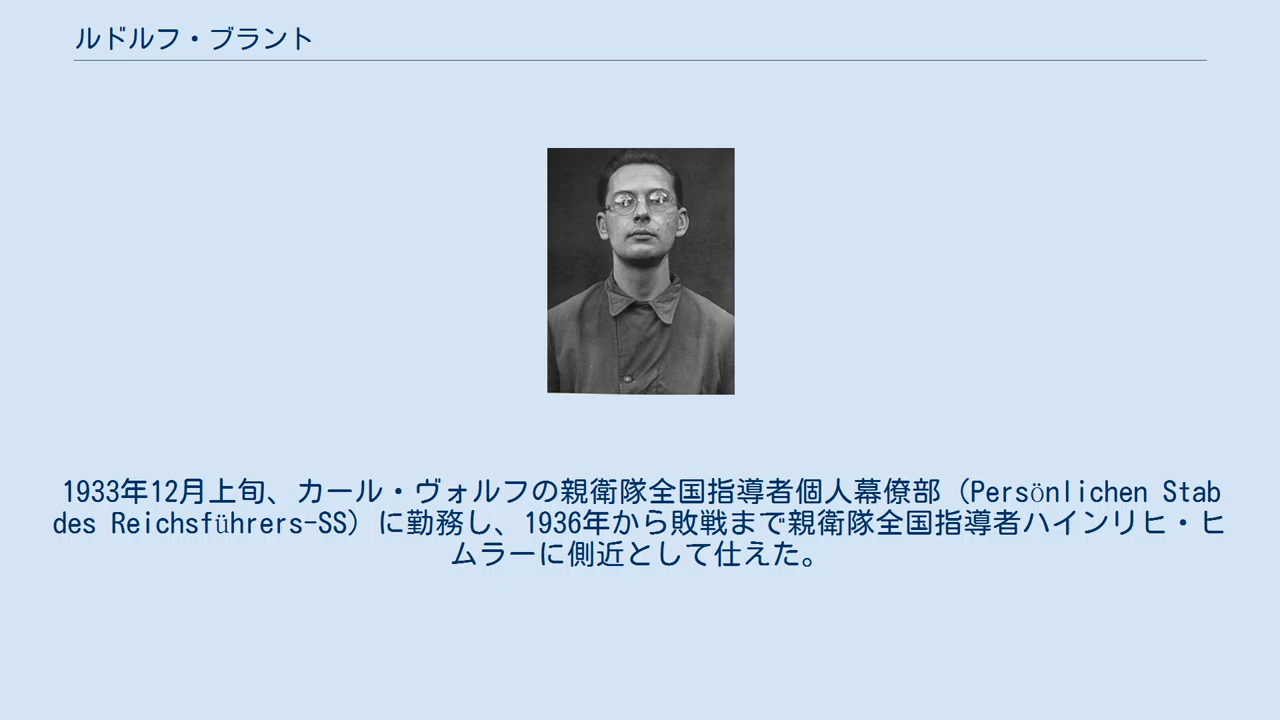 ルドルフ・ブラント
1933年12月上旬、カール・ヴォルフの親衛隊全国指導者個人幕僚部（Persönlichen Stab
des Reichsführers-SS）に勤務し、1936年から敗戦まで親衛隊全国指導者ハインリヒ・ヒ
ムラーに側近として仕えた。